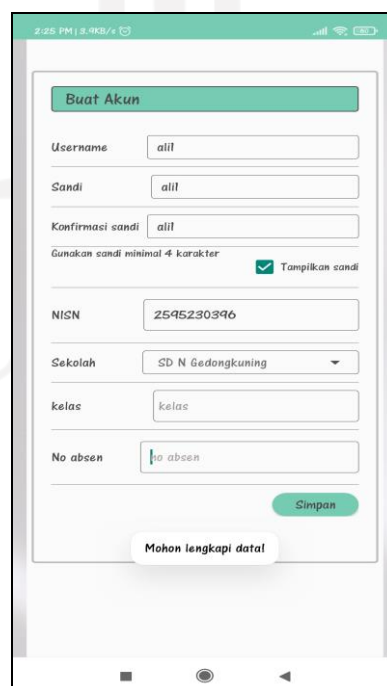 2:25 PM | 3.9KB/s
Buat Akun
Username alil
Sandi alil
Konfirmasi sandi alil
Gunakan sandi minimal 4 karakter
Tampilkan sandi
NISN 2595230396
Sekolah SD N Gedongkuning
kelas kelas
No absen no absen
Simpan
Mohon lengkapi data!